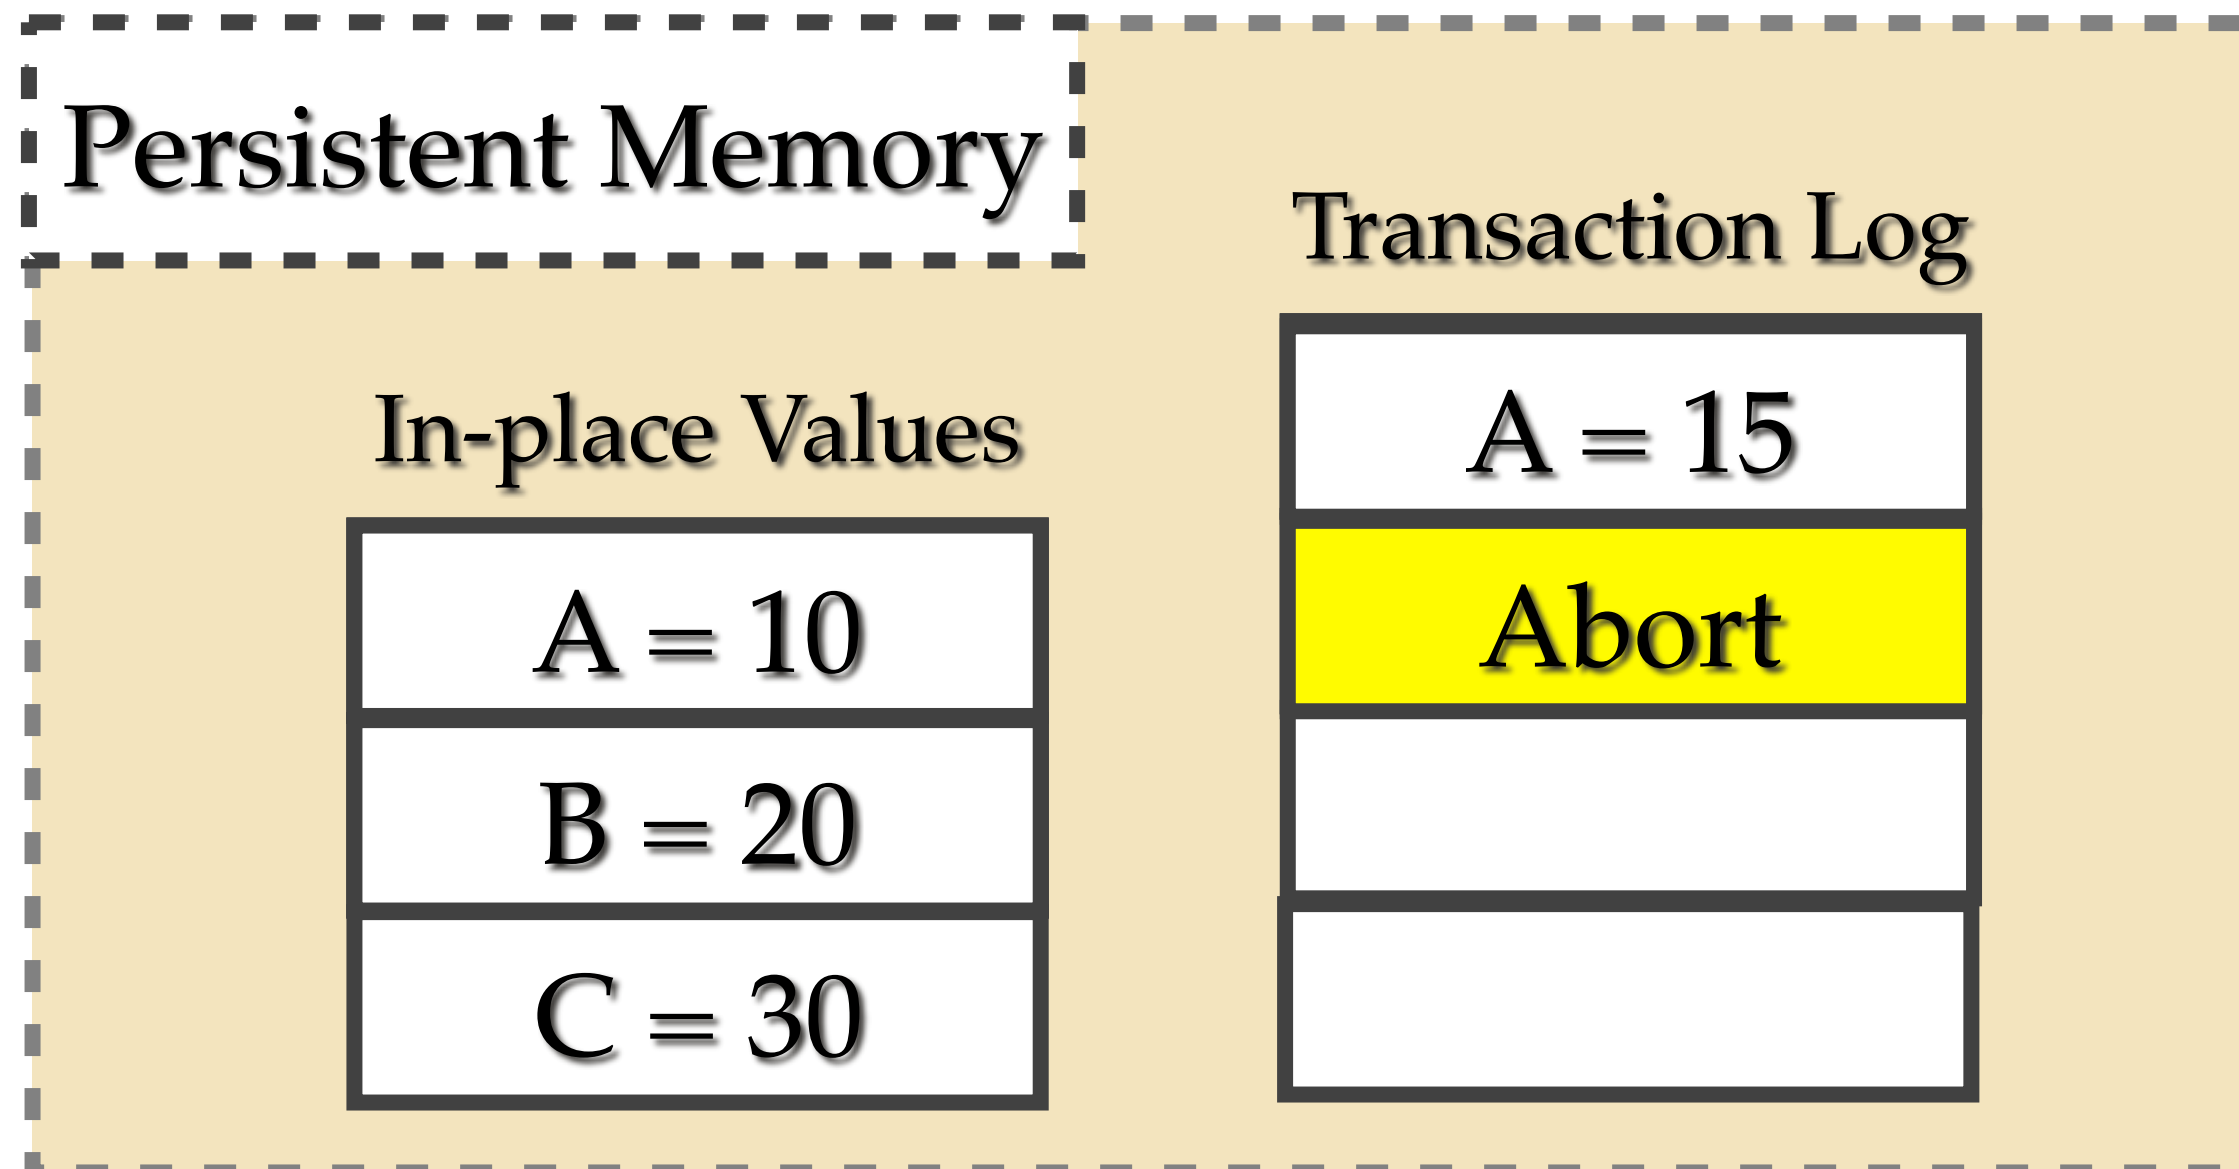 Persistent Memory
Transaction Log
A = 15
Abort
In-place Values
A = 10
B = 20
C = 30